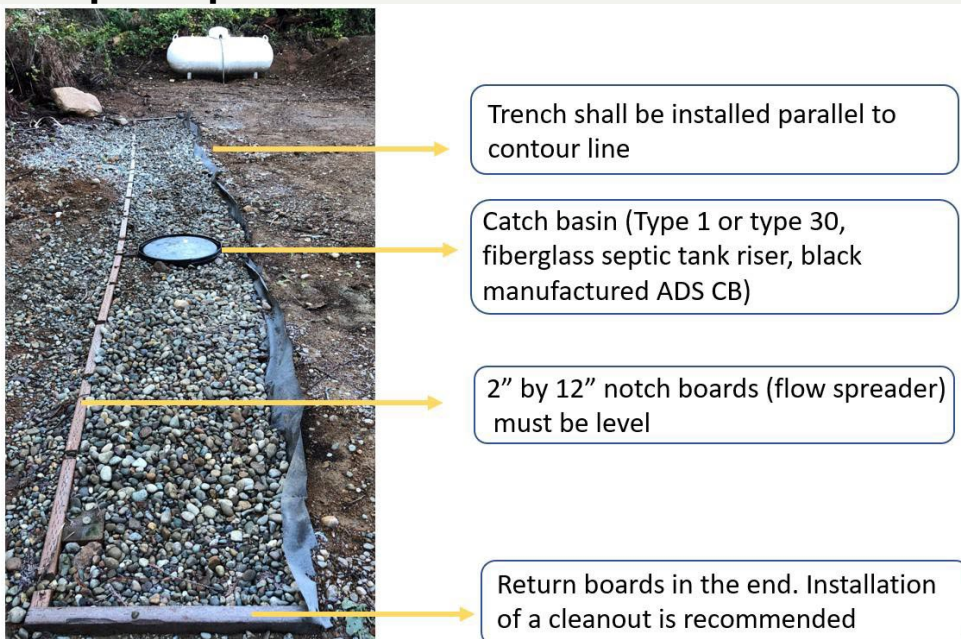 Trench shall be installed parallel to
contour line
Catch basin (Type 1 or type 30,
fiberglass septic tank riser, black
manufactured ADS CB)
2” by 12” notch boards (flow spreader)
must be level
Return boards in the end. Installation
of a cleanout is recommended